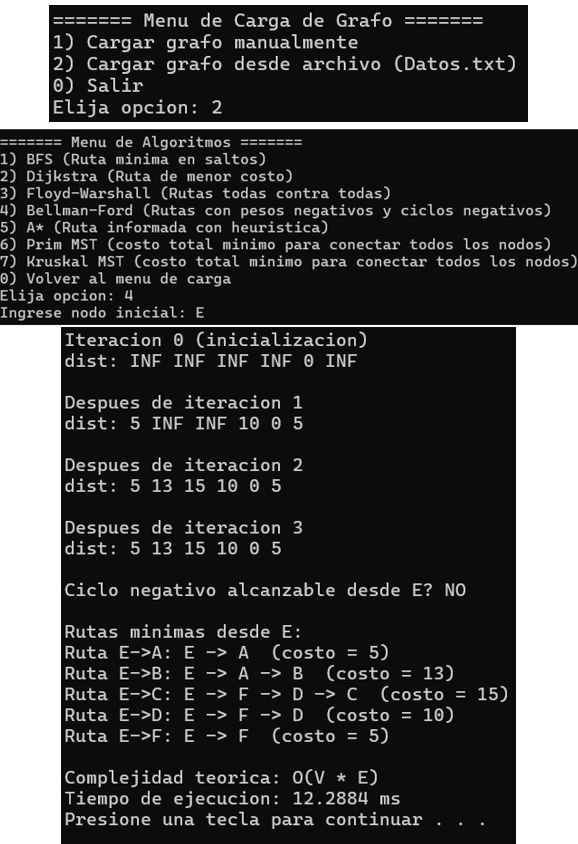 ======= Menu de Carga de Grafo =======
1) Cargar grafo manualmente
2) Cargar grafo desde archivo (Datos.txt)
0) Salir
Elija opcion: 2
======= Menu de Algoritmos =======
1) BFS (Ruta minima en saltos)
2) Dijkstra (Ruta de menor costo)
3) Floyd-Warshall (Rutas todas contra todas)
4) Bellman-Ford (Rutas con pesos negativos y ciclos negativos)
5) A* (Ruta informada con heuristica)
6) Prim MST (costo total minimo para conectar todos los nodos)
7) Kruskal MST (costo total minimo para conectar todos los nodos)
0) Volver al menu de carga
Elija opcion: 4
Ingrese nodo inicial: E
Iteracion 0 (inicializacion)
dist: INF INF INF INF 0 INF
Despues de iteracion 1
dist: 5 INF INF 10 0 5
Despues de iteracion 2
dist: 5 13 15 10 0 5
Despues de iteracion 3
dist: 5 13 15 10 0 5
Ciclo negativo alcanzable desde E? NO
Rutas minimas desde E:
Ruta E->A: E -> A  (costo = 5)
Ruta E->B: E -> A -> B  (costo = 13)
Ruta E->C: E -> F -> D -> C  (costo = 15)
Ruta E->D: E -> F -> D  (costo = 10)
Ruta E->F: E -> F  (costo = 5)
Complejidad teorica: O(V * E)
Tiempo de ejecucion: 12.2884 ms
Presione una tecla para continuar . . .